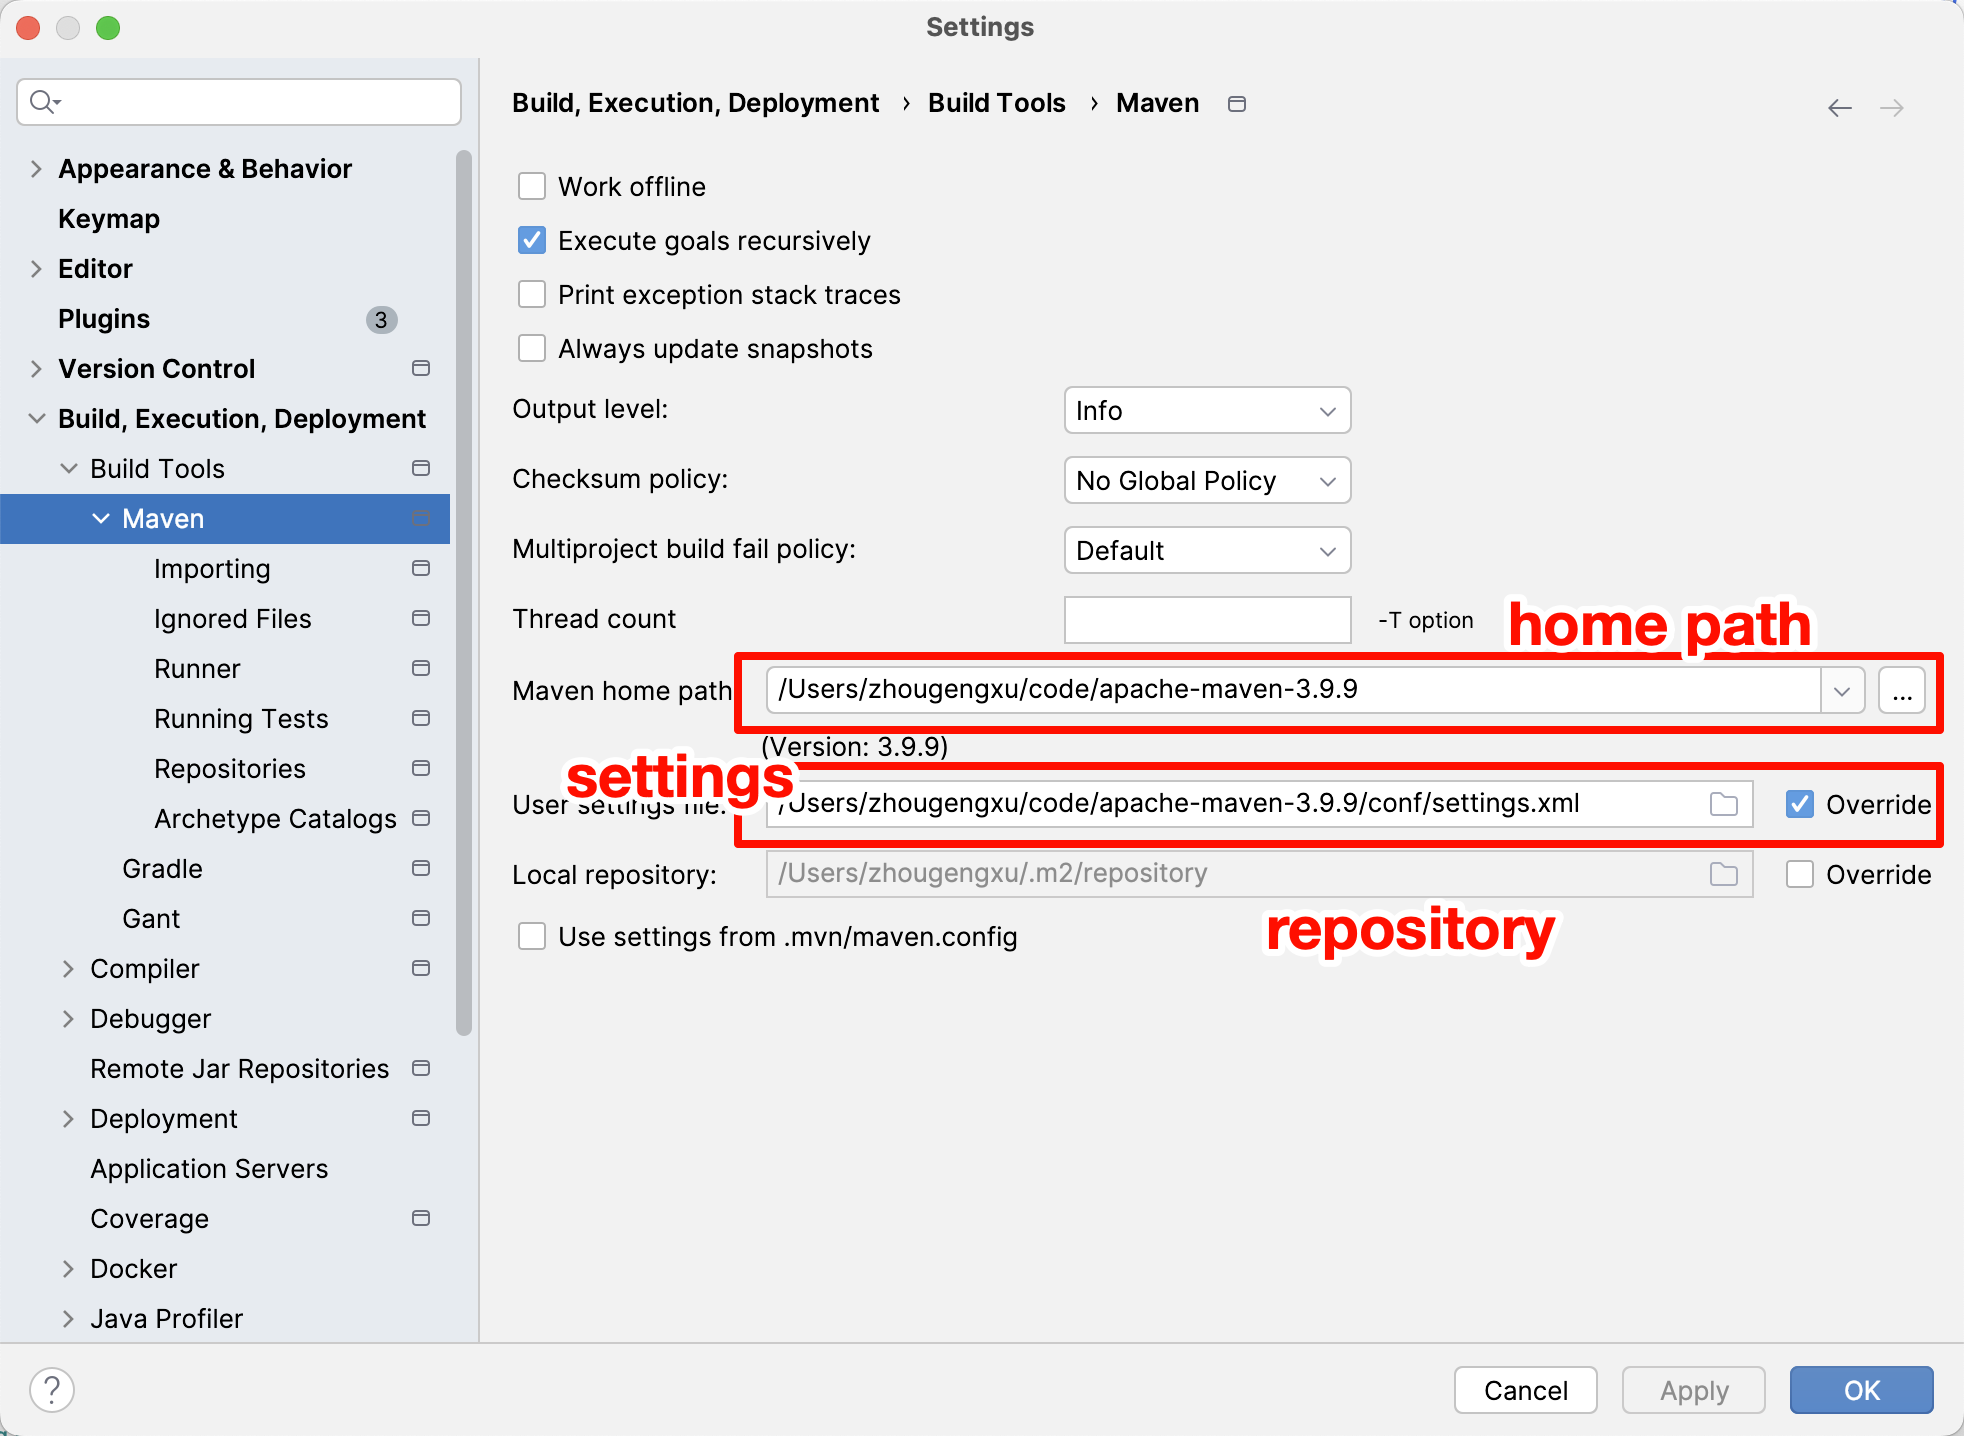 Settings
Appearance & Behavior
Keymap
Editor
Plugins 3
Version Control
Build, Execution, Deployment
Build Tools
Maven
Importing
Ignored Files
Runner
Running Tests
Repositories
Archetype Catalogs
Gradle
Gant
Compiler
Debugger
Remote Jar Repositories
Deployment
Application Servers
Coverage
Docker
Java Profiler
Build, Execution, Deployment › Build Tools › Maven
Work offline
Execute goals recursively
Print exception stack traces
Always update snapshots
Output level: Info
Checksum policy: No Global Policy
Multiproject build fail policy: Default
Thread count -T option
home path
Maven home path /Users/zhougengxu/code/apache-maven-3.9.9 ...
(Version: 3.9.9)
settings
User settings file: /Users/zhougengxu/code/apache-maven-3.9.9/conf/settings.xml Override
Local repository: /Users/zhougengxu/.m2/repository Override
repository
Use settings from .mvn/maven.config
? Cancel Apply OK